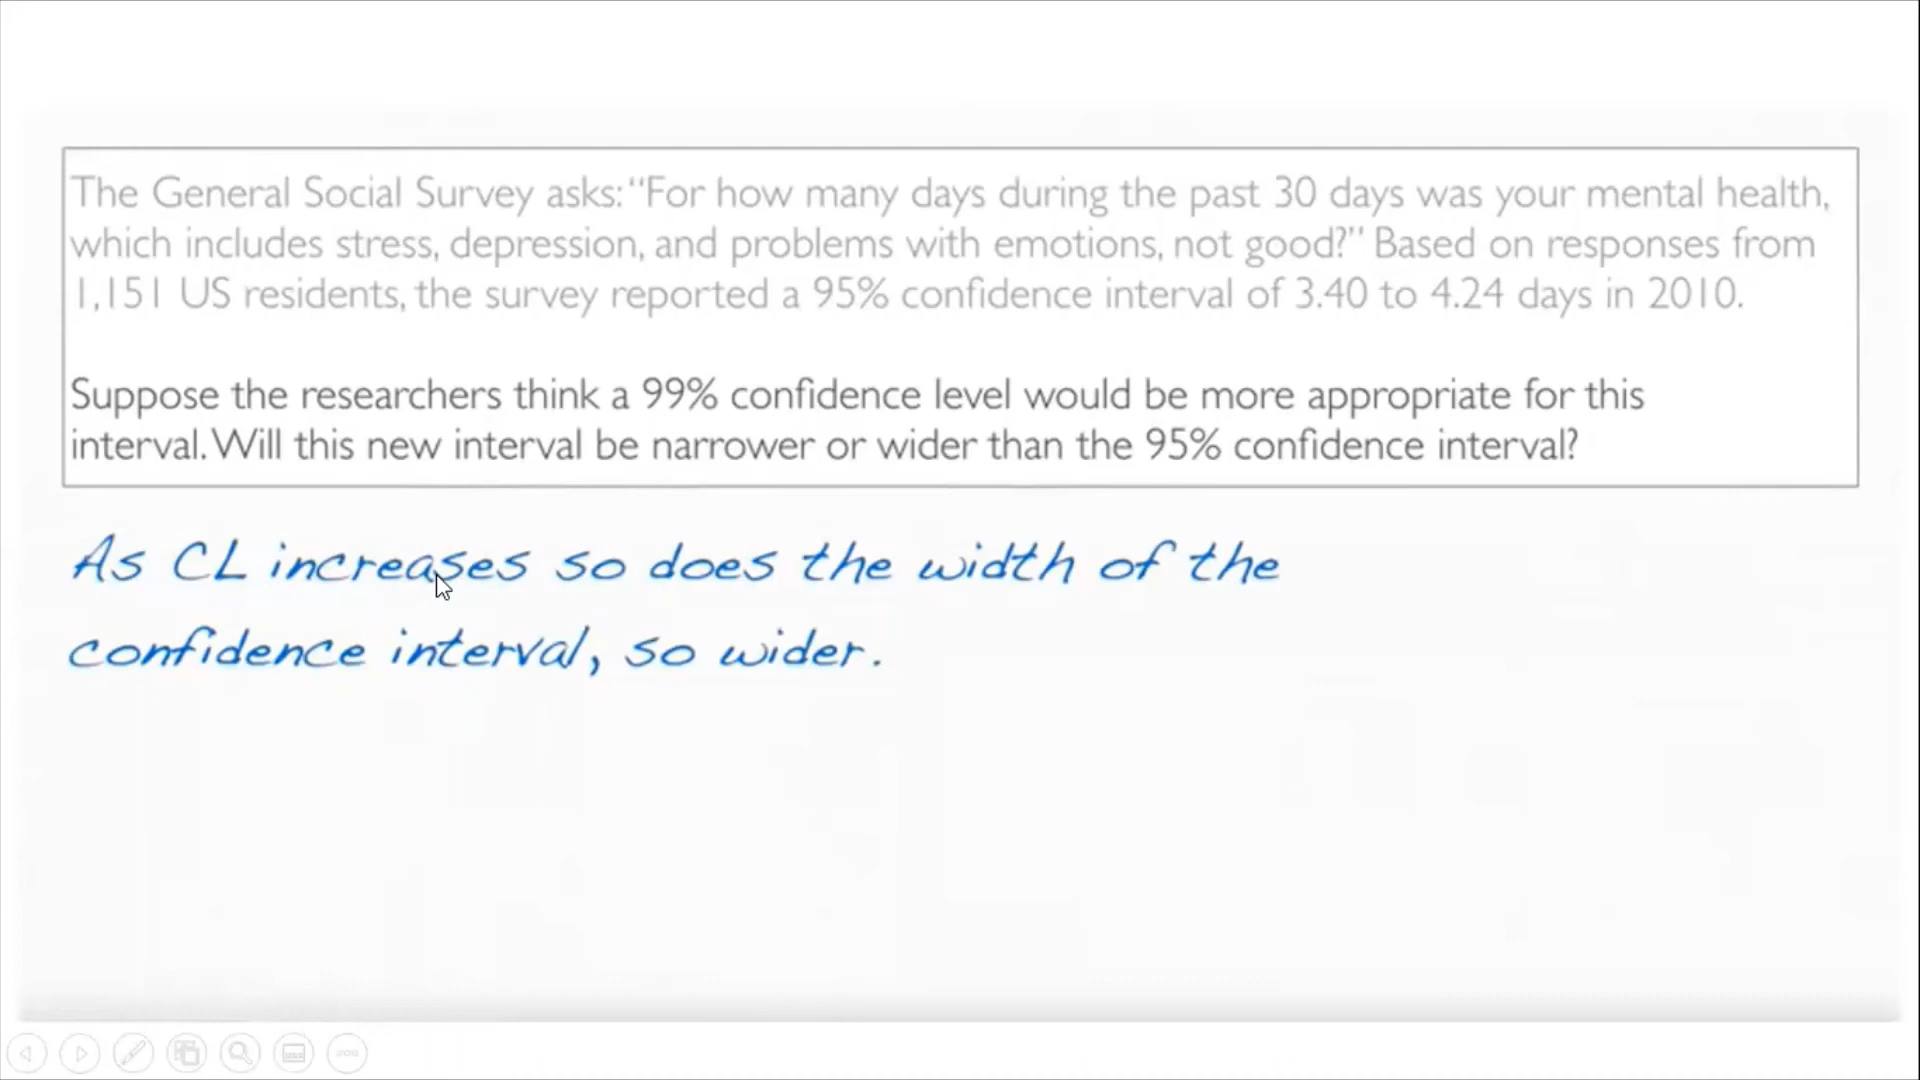 The General Social Survey asks: “For how many days during the past 30 days was your mental health,
which includes stress, depression, and problems with emotions, not good?” Based on responses from
1,151 US residents, the survey reported a 95% confidence interval of 3.40 to 4.24 days in 2010.
Suppose the researchers think a 99% confidence level would be more appropriate for this
interval. Will this new interval be narrower or wider than the 95% confidence interval?
As CL increases so does the width of the
confidence interval, so wider.